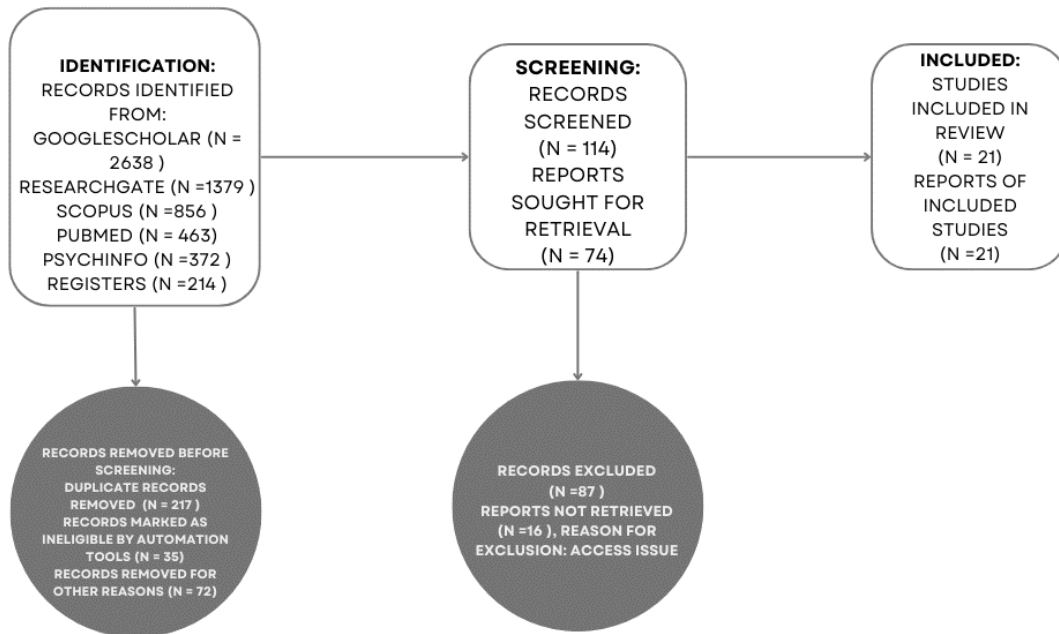 IDENTIFICATION:
RECORDS IDENTIFIED
FROM:
GOOGLESCHOLAR (N =
2638 )
RESEARCHGATE (N =1379 )
SCOPUS (N =856 )
PUBMED (N = 463)
PSYCHINFO (N =372 )
REGISTERS (N =214 )
SCREENING:
RECORDS
SCREENED
(N = 114)
REPORTS
SOUGHT FOR
RETRIEVAL
(N = 74)
INCLUDED:
STUDIES
INCLUDED IN
REVIEW
(N = 21)
REPORTS OF
INCLUDED
STUDIES
(N =21)
RECORDS REMOVED BEFORE
SCREENING:
DUPLICATE RECORDS
REMOVED (N = 217 )
RECORDS MARKED AS
INELIGIBLE BY AUTOMATION
TOOLS (N = 35)
RECORDS REMOVED FOR
OTHER REASONS (N = 72)
RECORDS EXCLUDED
(N =87 )
REPORTS NOT RETRIEVED
(N =16 ), REASON FOR
EXCLUSION: ACCESS ISSUE